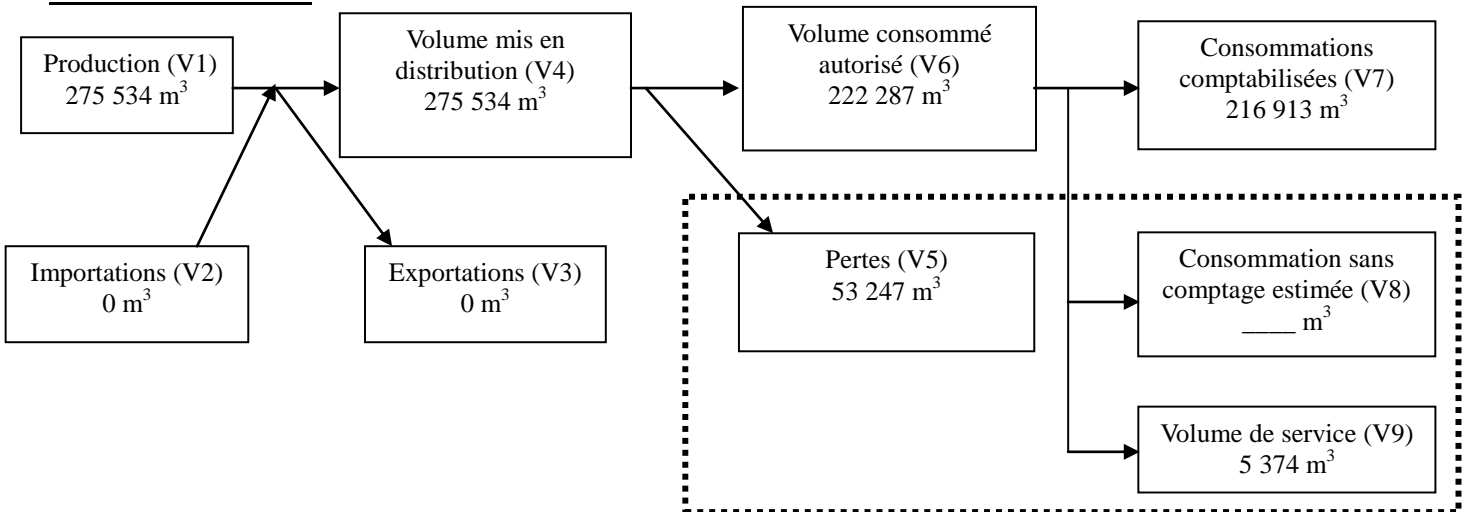 Production (V1)
275 534 m³
Volume mis en
distribution (V4)
275 534 m³
Volume consommé
autorisé (V6)
222 287 m³
Consommations
comptabilisées (V7)
216 913 m³
Importations (V2)
0 m³
Exportations (V3)
0 m³
Pertes (V5)
53 247 m³
Consommation sans
comptage estimée (V8)
____ m³
Volume de service (V9)
5 374 m³